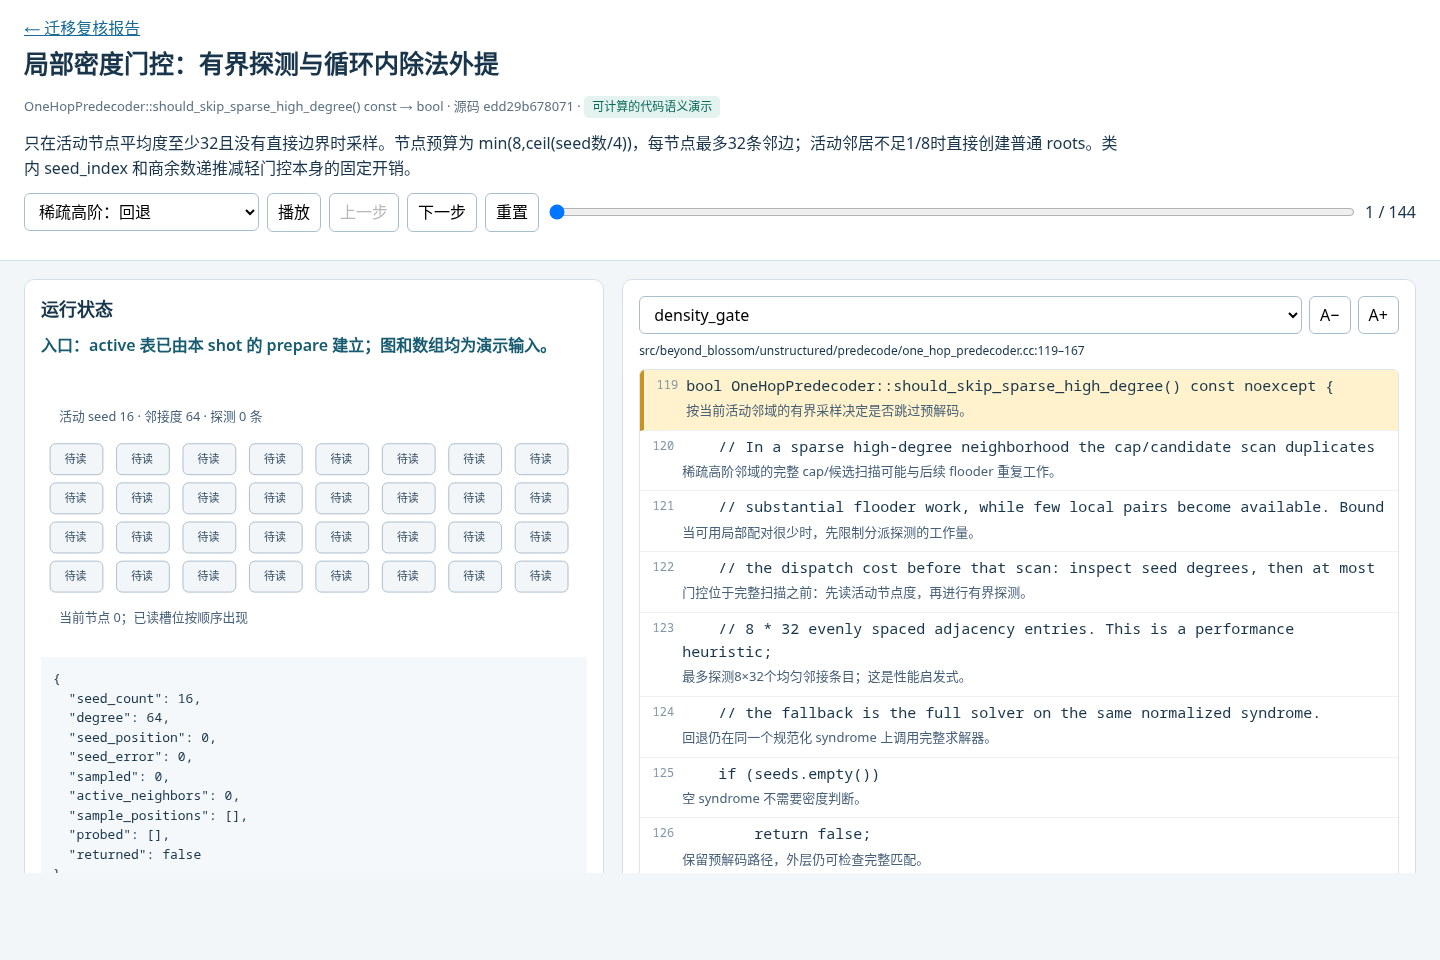 ← 迁移复核报告
局部密度门控：有界探测与循环内除法外提
OneHopPredecoder::should_skip_sparse_high_degree() const → bool · 源码 edd29b678071 · 可计算的代码语义演示
只在活动节点平均度至少32且没有直接边界时采样。节点预算为 min(8,ceil(seed数/4))，每节点最多32条邻边；活动邻居不足1/8时直接创建普通 roots。类
内 seed_index 和商余数递推减轻门控本身的固定开销。
稀疏高阶：回退 播放 上一步 下一步 重置 1 / 144
运行状态
入口：active 表已由本 shot 的 prepare 建立；图和数组均为演示输入。
活动 seed 16 · 邻接度 64 · 探测 0 条
待读 待读 待读 待读 待读 待读 待读 待读
待读 待读 待读 待读 待读 待读 待读 待读
待读 待读 待读 待读 待读 待读 待读 待读
待读 待读 待读 待读 待读 待读 待读 待读
当前节点 0；已读槽位按顺序出现
{
"seed_count": 16,
"degree": 64,
"seed_position": 0,
"seed_error": 0,
"sampled": 0,
"active_neighbors": 0,
"sample_positions": [],
"probed": [],
"returned": false
}
density_gate A− A+
src/beyond_blossom/unstructured/predecode/one_hop_predecoder.cc:119–167
119 bool OneHopPredecoder::should_skip_sparse_high_degree() const noexcept {
按当前活动邻域的有界采样决定是否跳过预解码。
120 // In a sparse high-degree neighborhood the cap/candidate scan duplicates
稀疏高阶邻域的完整 cap/候选扫描可能与后续 flooder 重复工作。
121 // substantial flooder work, while few local pairs become available. Bound
当可用局部配对很少时，先限制分派探测的工作量。
122 // the dispatch cost before that scan: inspect seed degrees, then at most
门控位于完整扫描之前：先读活动节点度，再进行有界探测。
123 // 8 * 32 evenly spaced adjacency entries. This is a performance
heuristic;
最多探测8×32个均匀邻接条目；这是性能启发式。
124 // the fallback is the full solver on the same normalized syndrome.
回退仍在同一个规范化 syndrome 上调用完整求解器。
125 if (seeds.empty())
空 syndrome 不需要密度判断。
126 return false;
保留预解码路径，外层仍可检查完整匹配。